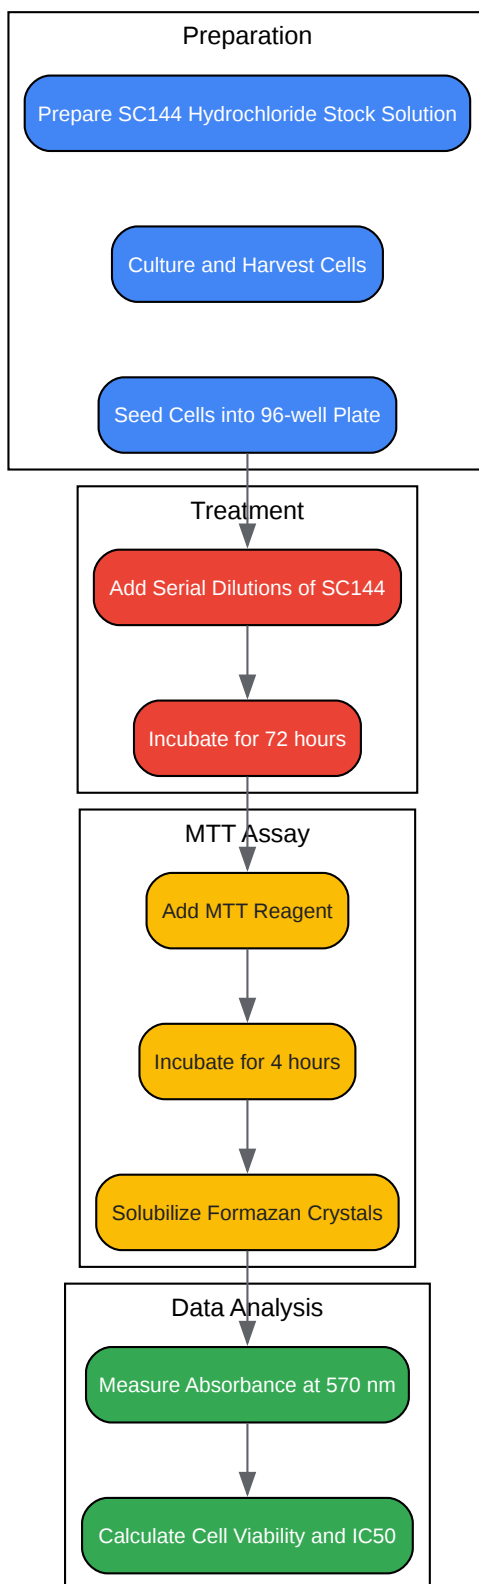 Preparation
Prepare SC144 Hydrochloride Stock Solution
Culture and Harvest Cells
Seed Cells into 96-well Plate
Treatment
Add Serial Dilutions of SC144
Incubate for 72 hours
MTT Assay
Add MTT Reagent
Incubate for 4 hours
Solubilize Formazan Crystals
Data Analysis
Measure Absorbance at 570 nm
Calculate Cell Viability and IC50